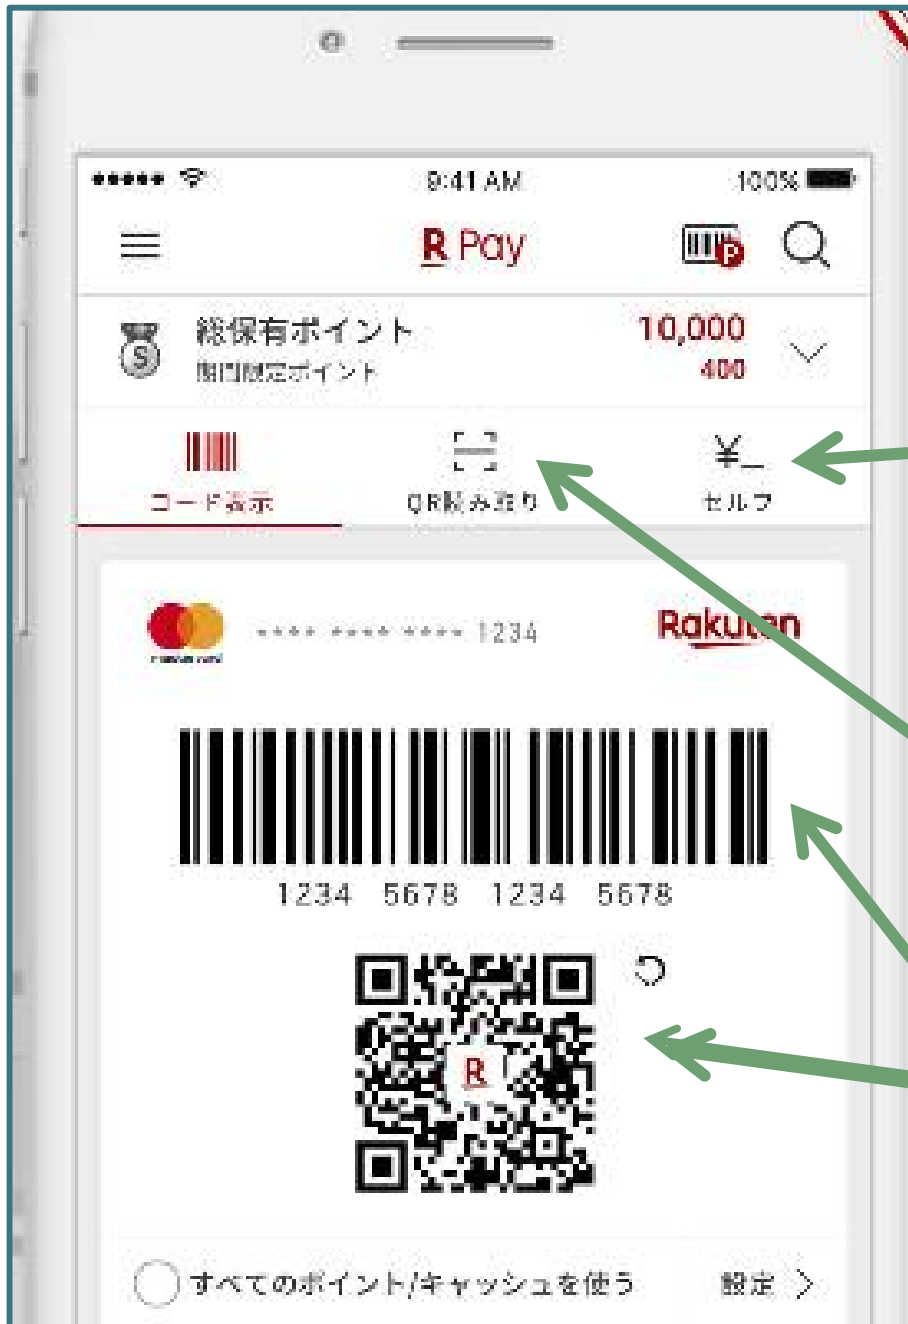 9:41 AM 100%
R Pay P
総保有ポイント 10,000
S 期間限定ポイント 400
¥_
コード表示 QR読み取り セルフ
**** **** **** 1234 Rakuten
1234 5678 1234 5678
R
すべてのポイント/キャッシュを使う 設定